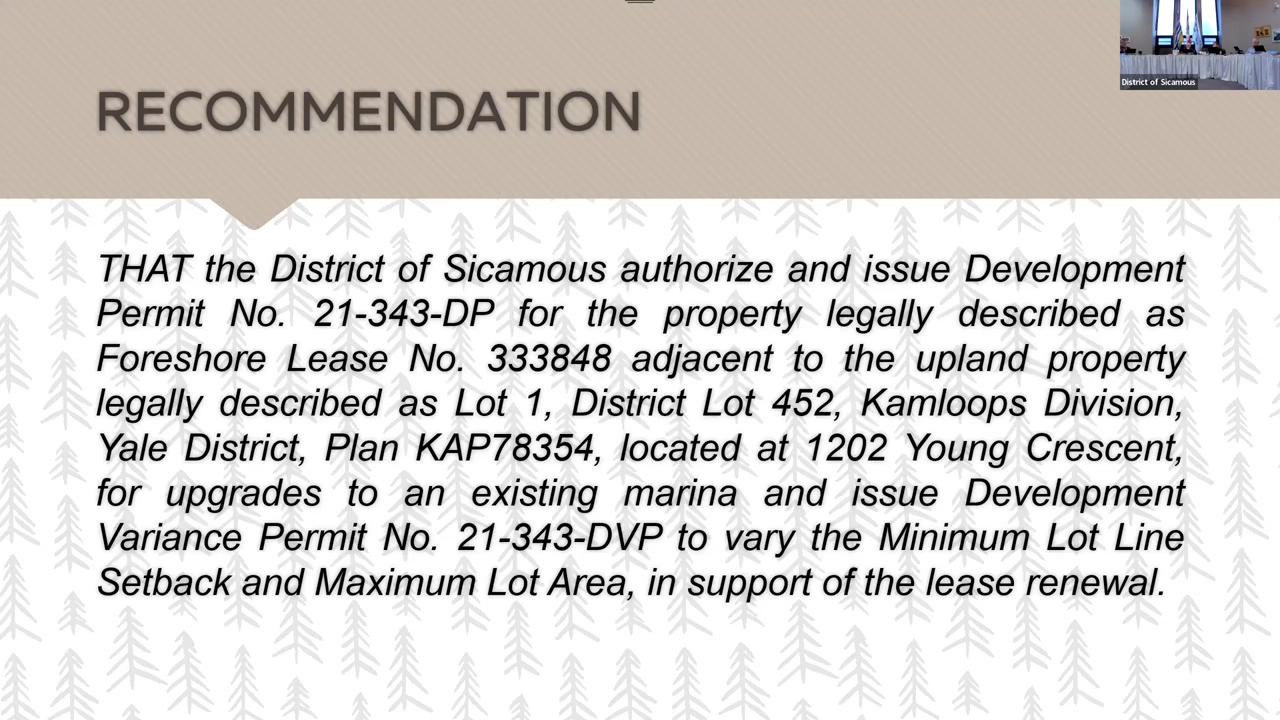 District of Sicamous
RECOMMENDATION
THAT the District of Sicamous authorize and issue Development
Permit No. 21-343-DP for the property legally described as
Foreshore Lease No. 333848 adjacent to the upland property
legally described as Lot 1, District Lot 452, Kamloops Division,
Yale District, Plan KAP78354, located at 1202 Young Crescent,
for upgrades to an existing marina and issue Development
Variance Permit No. 21-343-DVP to vary the Minimum Lot Line
Setback and Maximum Lot Area, in support of the lease renewal.